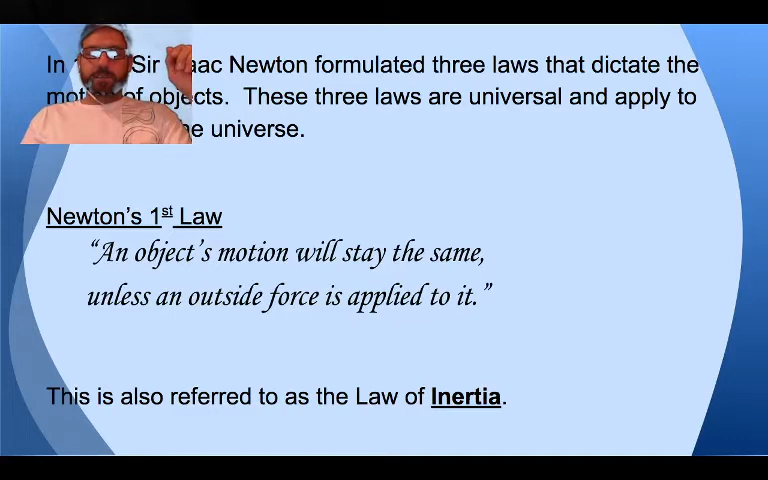 In Sir Isaac Newton formulated three laws that dictate the
of objects. These three laws are universal and apply to
universe.
Newton’s 1st Law
“An object’s motion will stay the same,
unless an outside force is applied to it.”
This is also referred to as the Law of Inertia.